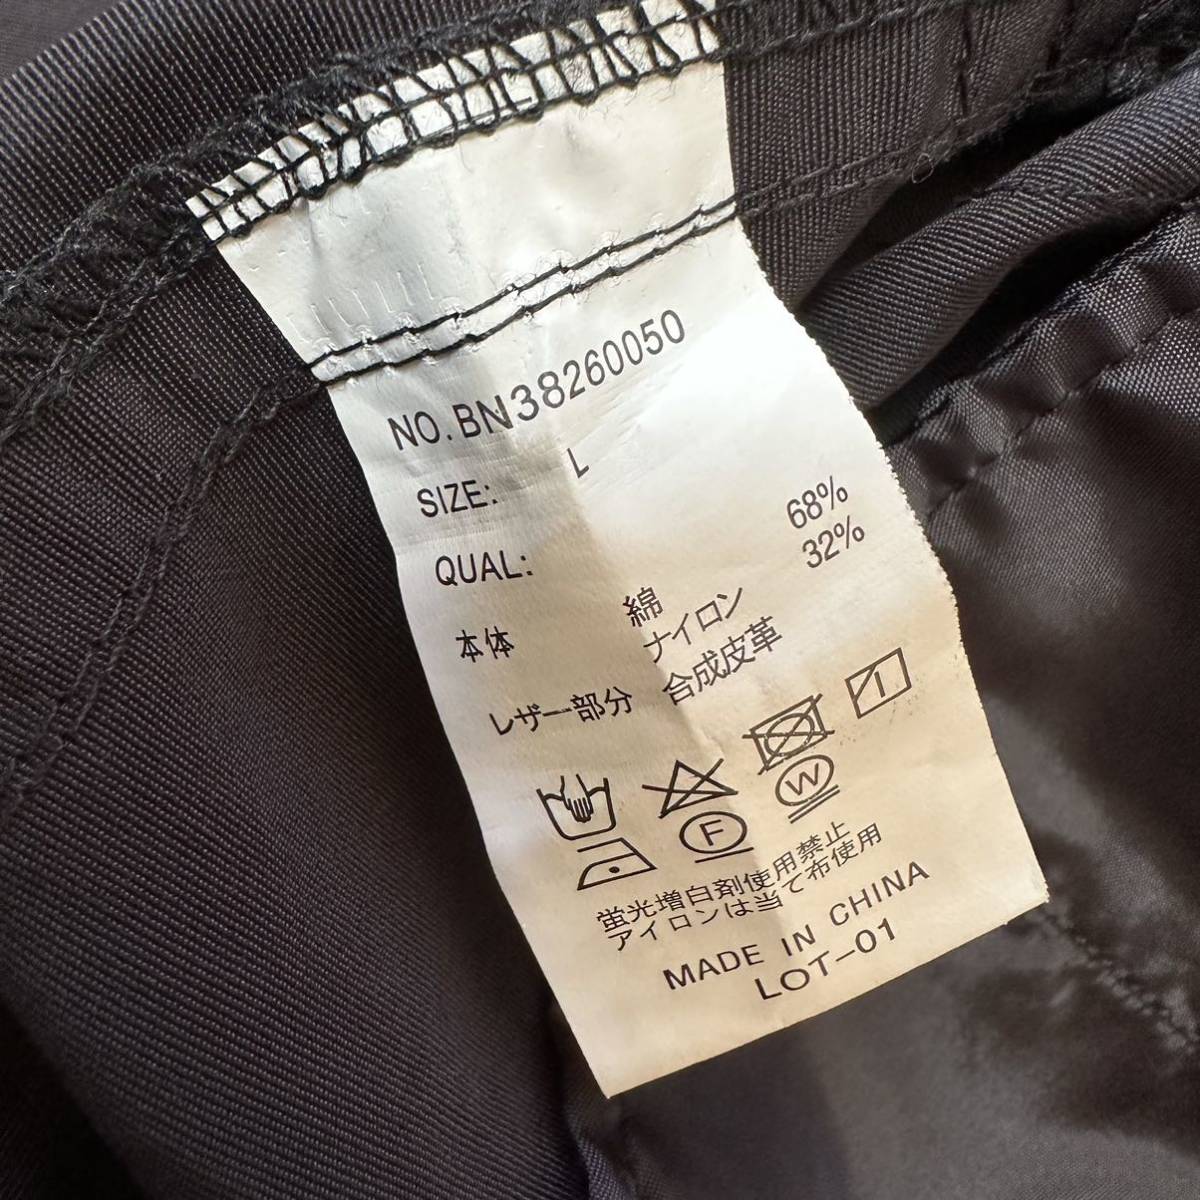 NO. BN38260050
SIZE: L
QUAL:
本体 綿 68%
ナイロン 32%
レザー部分 合成皮革
F W
蛍光増白剤使用禁止
アイロンは当て布使用
MADE IN CHINA
LOT-01